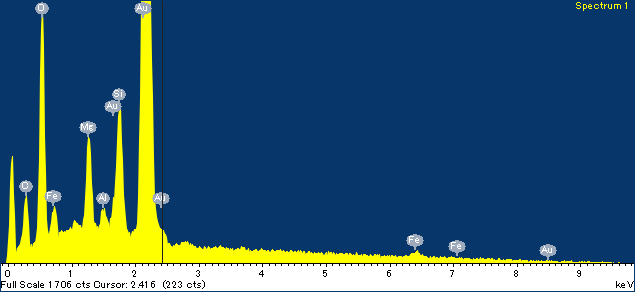 Spectrum 1
O Au
Si
Au
Mg
O Fe Al Au
Fe Fe Au
0 1 2 3 4 5 6 7 8 9
Full Scale 1706 cts Cursor: 2.416 (223 cts) keV